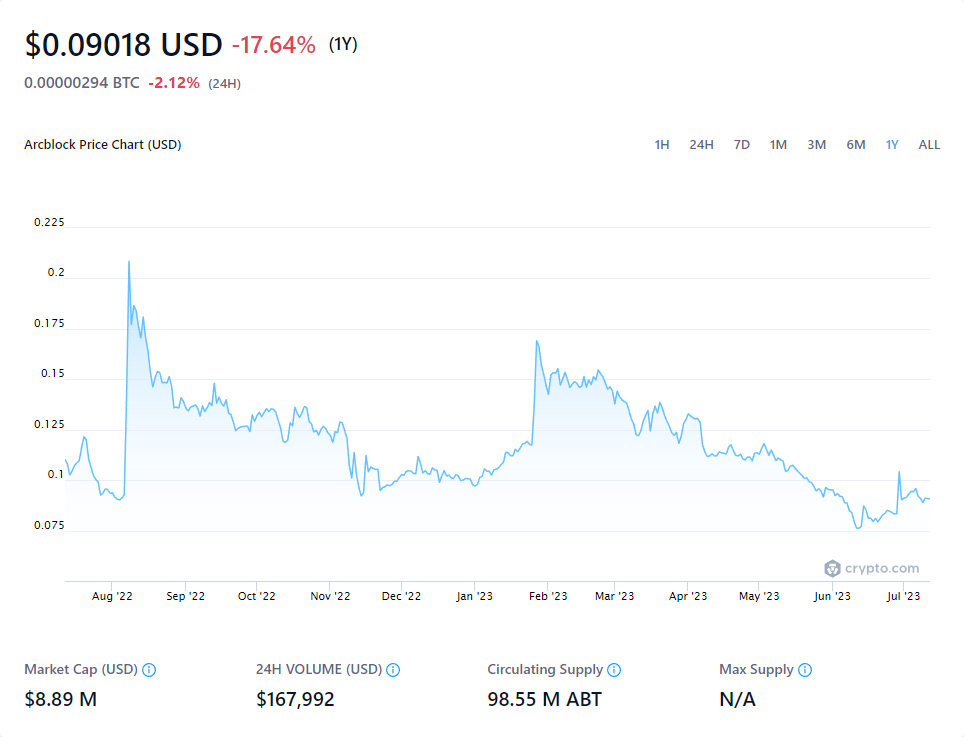 $0.09018 USD -17.64% (1Y)
0.00000294 BTC -2.12% (24H)
Arcblock Price Chart (USD) 1H 24H 7D 1M 3M 6M 1Y ALL
0.225
0.2
0.175
0.15
0.125
0.1
0.075
crypto.com
Aug '22 Sep '22 Oct '22 Nov '22 Dec '22 Jan '23 Feb '23 Mar '23 Apr '23 May '23 Jun '23 Jul '23
Market Cap (USD) 24H VOLUME (USD) Circulating Supply Max Supply
$8.89 M $167,992 98.55 M ABT N/A